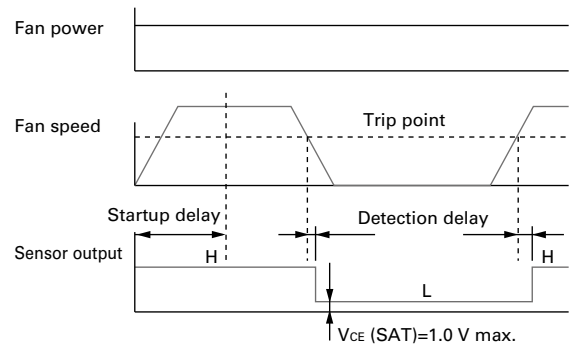 Fan power
Fan speed
Trip point
Startup delay
Detection delay
Sensor output
H
H
L
VCE (SAT)=1.0 V max.